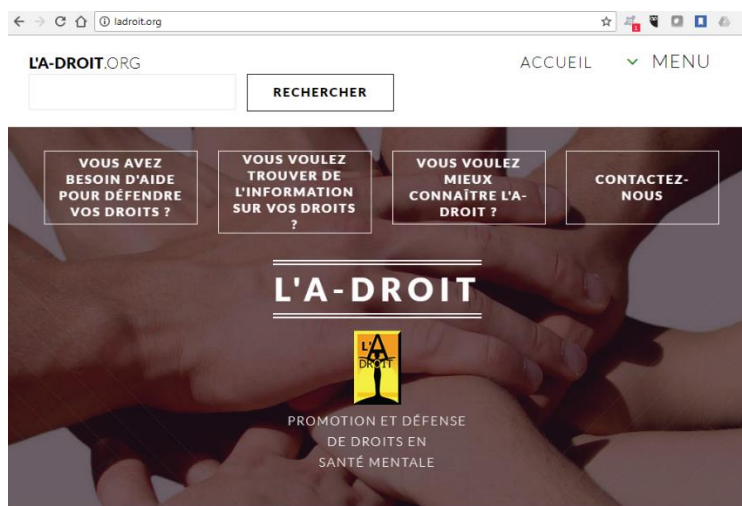 ladroit.org
L'A-DROIT.ORG
ACCUEIL
MENU
RECHERCHER
VOUS AVEZ
BESOIN D'AIDE
POUR DÉFENDRE
VOS DROITS ?
VOUS VOULEZ
TROUVER DE
L'INFORMATION
SUR VOS DROITS
?
VOUS VOULEZ
MIEUX
CONNAÎTRE L'A-
DROIT ?
CONTACTEZ-
NOUS
L'A-DROIT
L'A
DROIT
PROMOTION ET DÉFENSE
DE DROITS EN
SANTÉ MENTALE